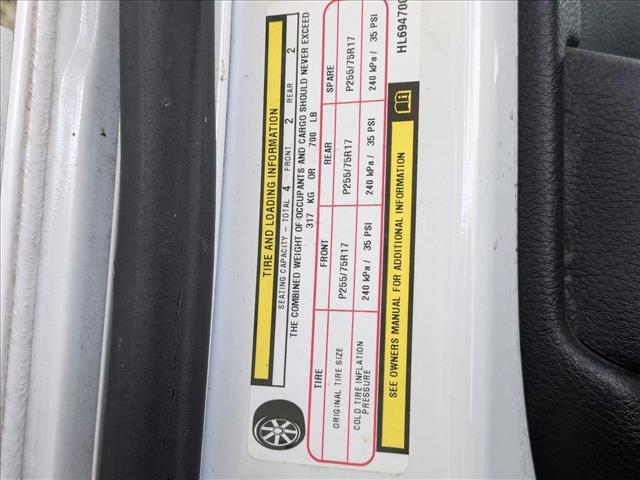 TIRE AND LOADING INFORMATION
SEATING CAPACITY - TOTAL 4 FRONT 2 REAR 2
THE COMBINED WEIGHT OF OCCUPANTS AND CARGO SHOULD NEVER EXCEED
317 KG OR 700 LB
TIRE FRONT REAR SPARE
ORIGINAL TIRE SIZE P255/75R17 P255/75R17 P255/75R17
COLD TIRE INFLATION PRESSURE 240 kPa / 35 PSI 240 kPa / 35 PSI 240 kPa / 35 PSI
SEE OWNERS MANUAL FOR ADDITIONAL INFORMATION